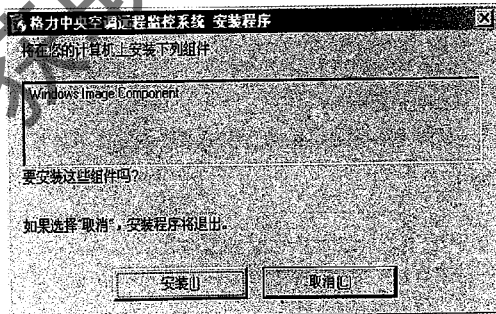 格力中央空调远程监控系统 安装程序
将在您的计算机上安装下列组件
Windows Image Component
要安装这些组件吗?
如果选择"取消",安装程序将退出。
安装(I) 取消(C)